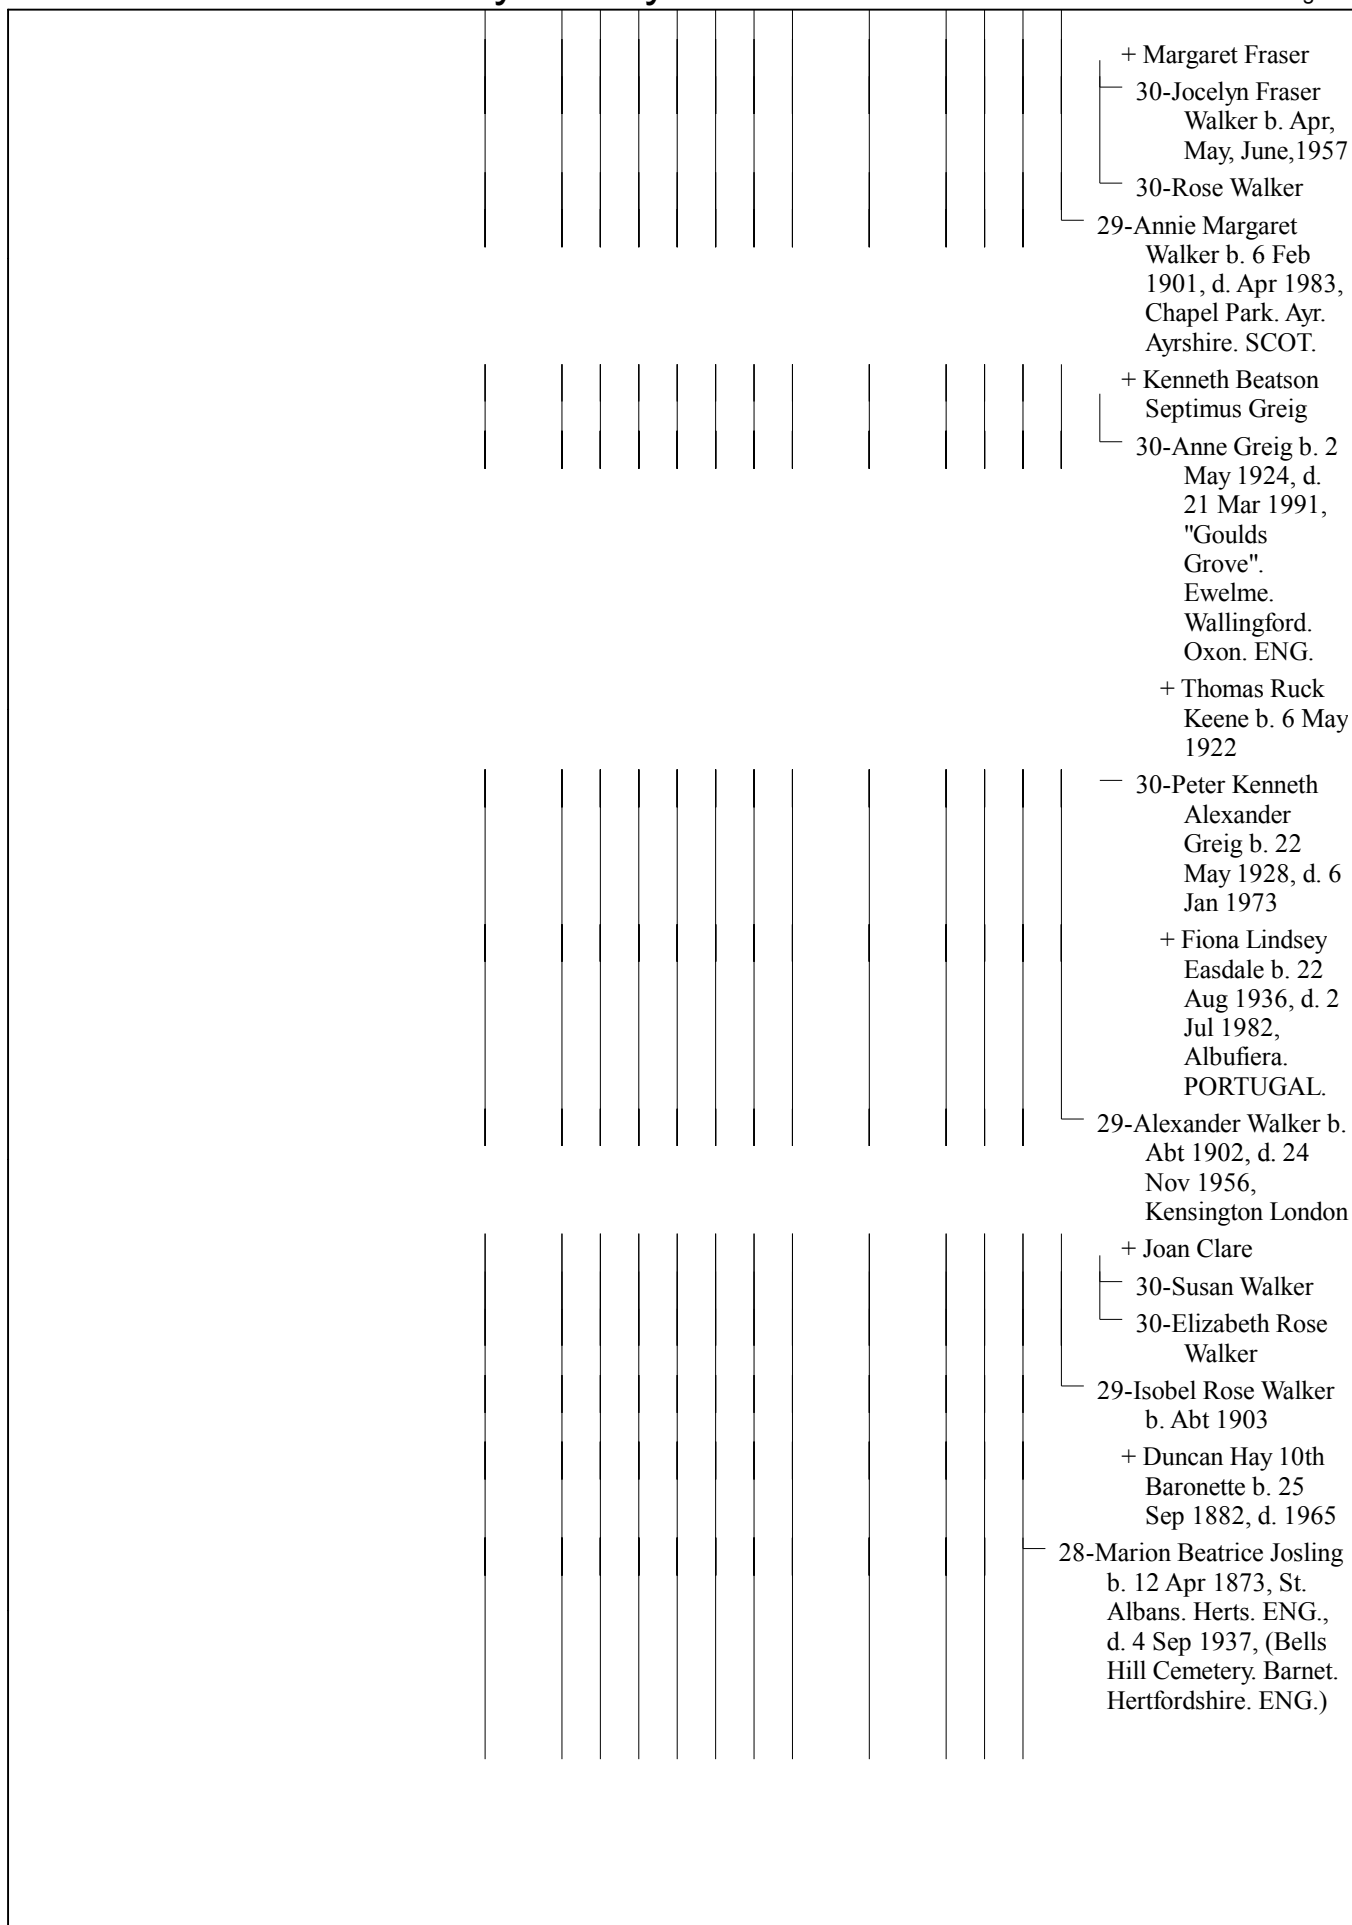 + Margaret Fraser
30-Jocelyn Fraser
Walker b. Apr,
May, June,1957
30-Rose Walker
29-Annie Margaret
Walker b. 6 Feb
1901, d. Apr 1983,
Chapel Park. Ayr.
Ayrshire. SCOT.
+ Kenneth Beatson
Septimus Greig
30-Anne Greig b. 2
May 1924, d.
21 Mar 1991,
"Goulds
Grove".
Ewelme.
Wallingford.
Oxon. ENG.
+ Thomas Ruck
Keene b. 6 May
1922
30-Peter Kenneth
Alexander
Greig b. 22
May 1928, d. 6
Jan 1973
+ Fiona Lindsey
Easdale b. 22
Aug 1936, d. 2
Jul 1982,
Albufiera.
PORTUGAL.
29-Alexander Walker b.
Abt 1902, d. 24
Nov 1956,
Kensington London
+ Joan Clare
30-Susan Walker
30-Elizabeth Rose
Walker
29-Isobel Rose Walker
b. Abt 1903
+ Duncan Hay 10th
Baronette b. 25
Sep 1882, d. 1965
28-Marion Beatrice Josling
b. 12 Apr 1873, St.
Albans. Herts. ENG.,
d. 4 Sep 1937, (Bells
Hill Cemetery. Barnet.
Hertfordshire. ENG.)